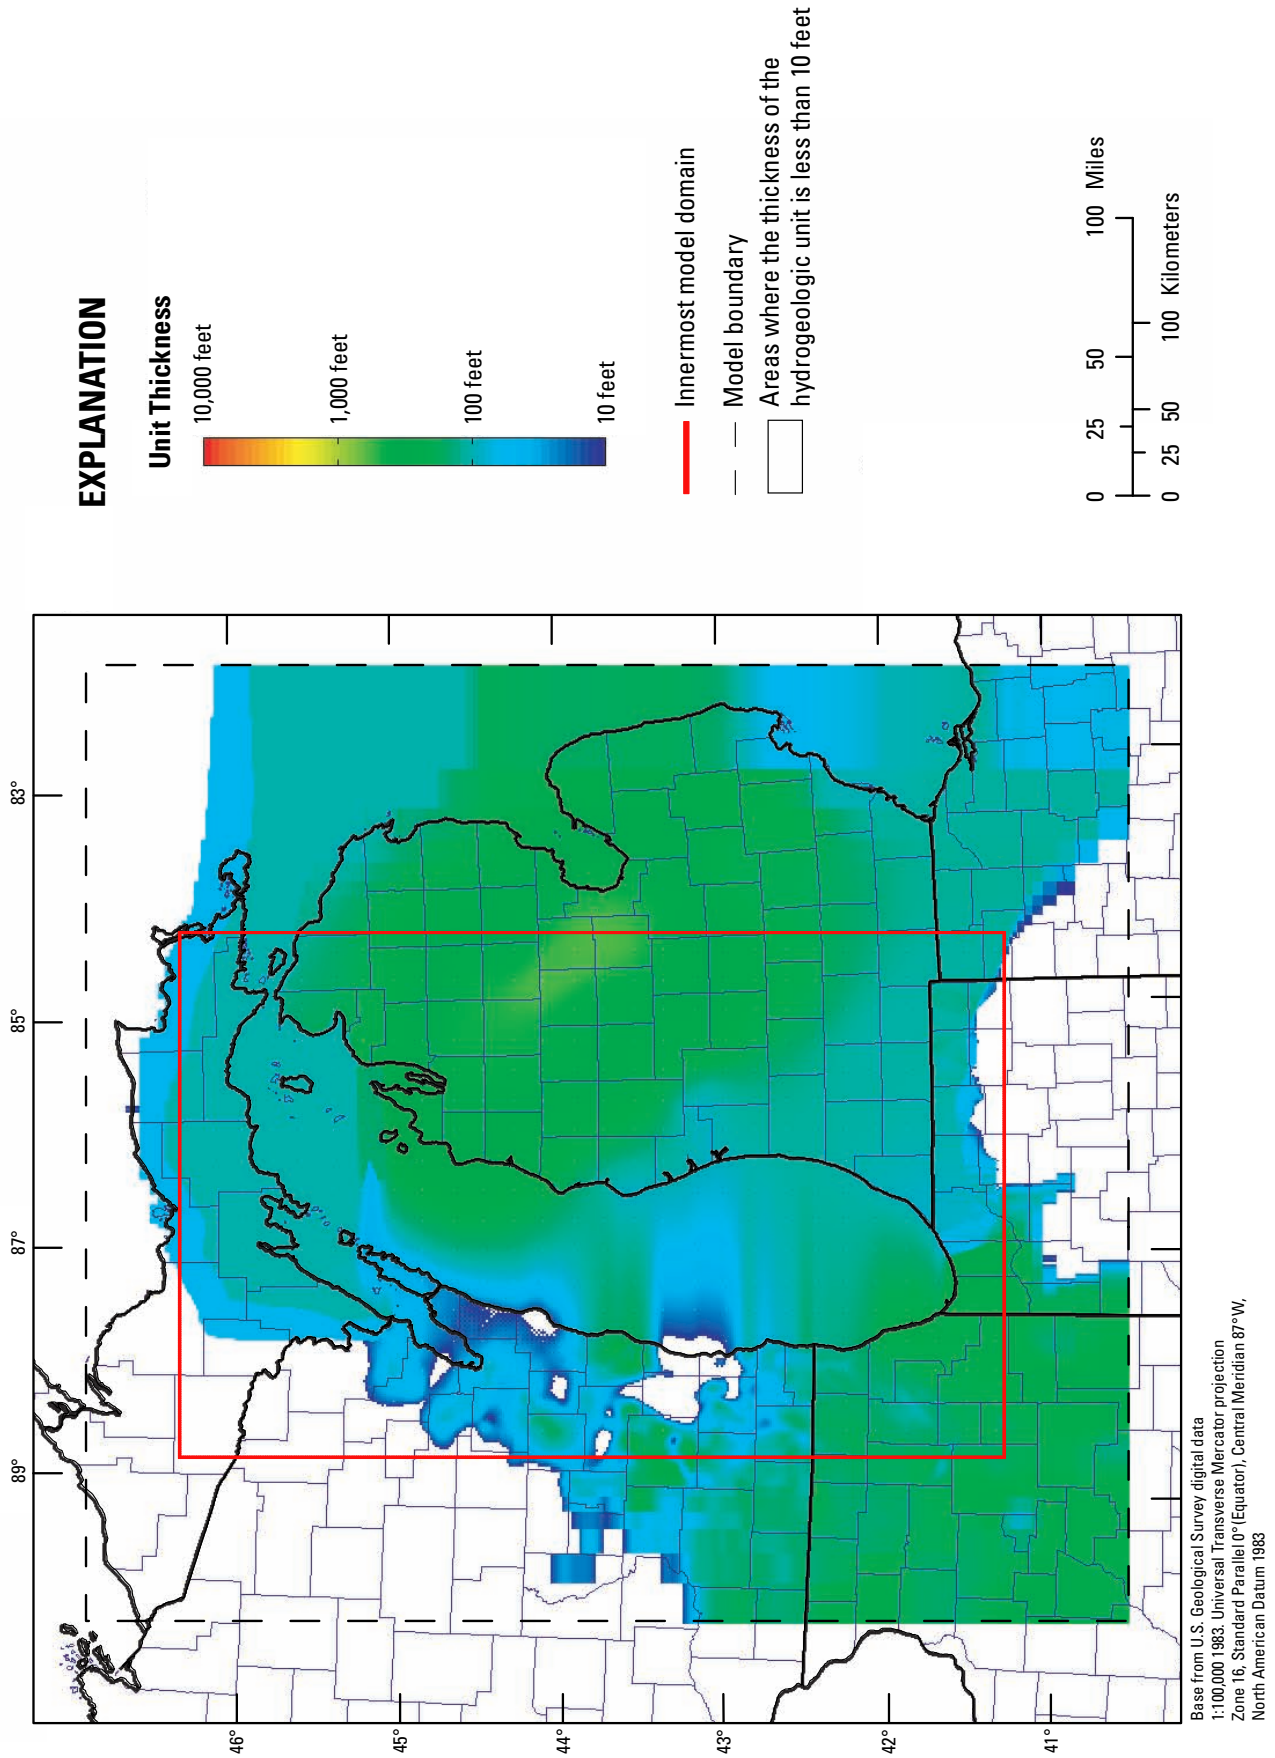 EXPLANATION
Unit Thickness
10,000 feet
1,000 feet
100 feet
10 feet
Innermost model domain
Model boundary
Areas where the thickness of the
hydrogeologic unit is less than 10 feet
0 25 50 100 Miles
0 25 50 100 Kilometers
89°
87°
85°
83°
46°
45°
44°
43°
42°
41°
Base from U.S. Geological Survey digital data
1:100,000 1983. Universal Transverse Mercator projection
Zone 16, Standard Parallel 0° (Equator), Central Meridian 87° W,
North American Datum 1983